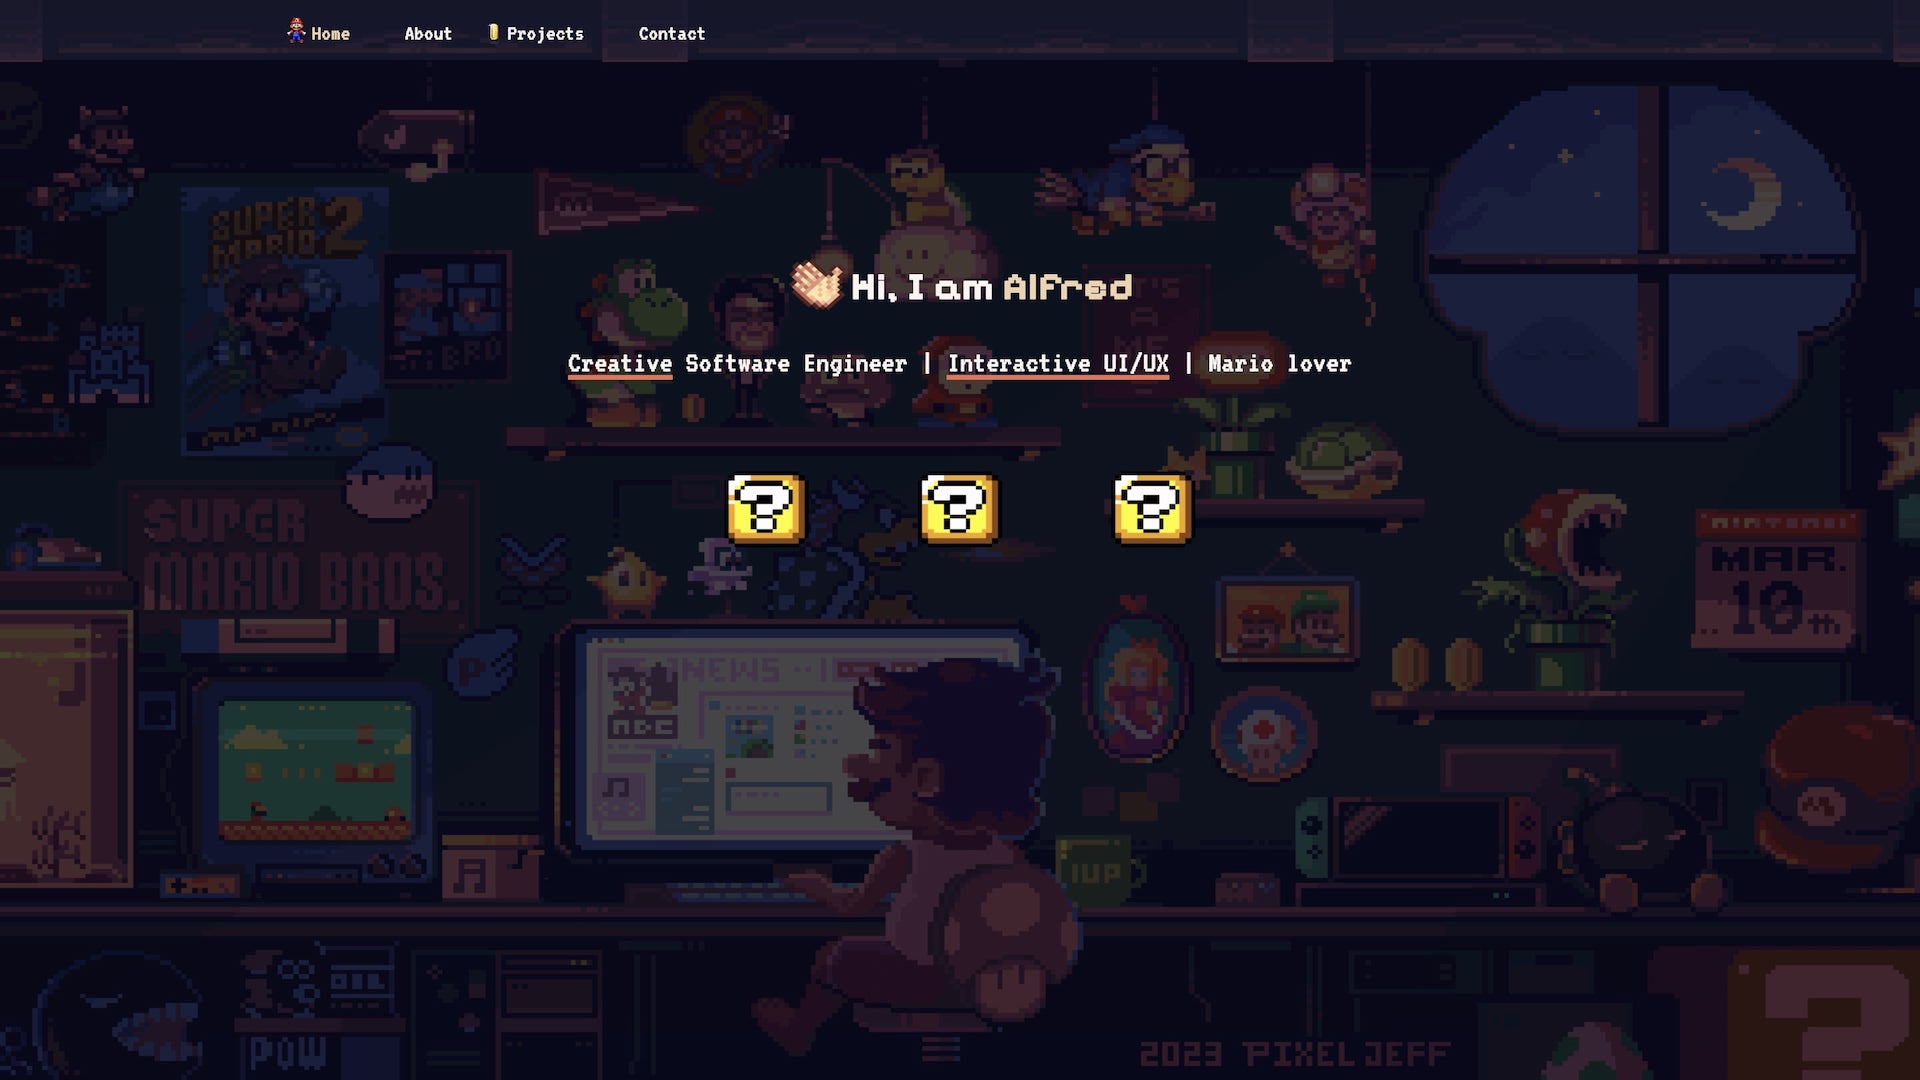 Home About Projects Contact
SUPER
MARIO 2
Hi, I am Alfred
Creative Software Engineer | Interactive UI/UX | Mario lover
SUPER
MARIO BROS.
NINTENDO
MAR.
10th
NEWS
P
1UP
POW
2023 PIXEL JEFF